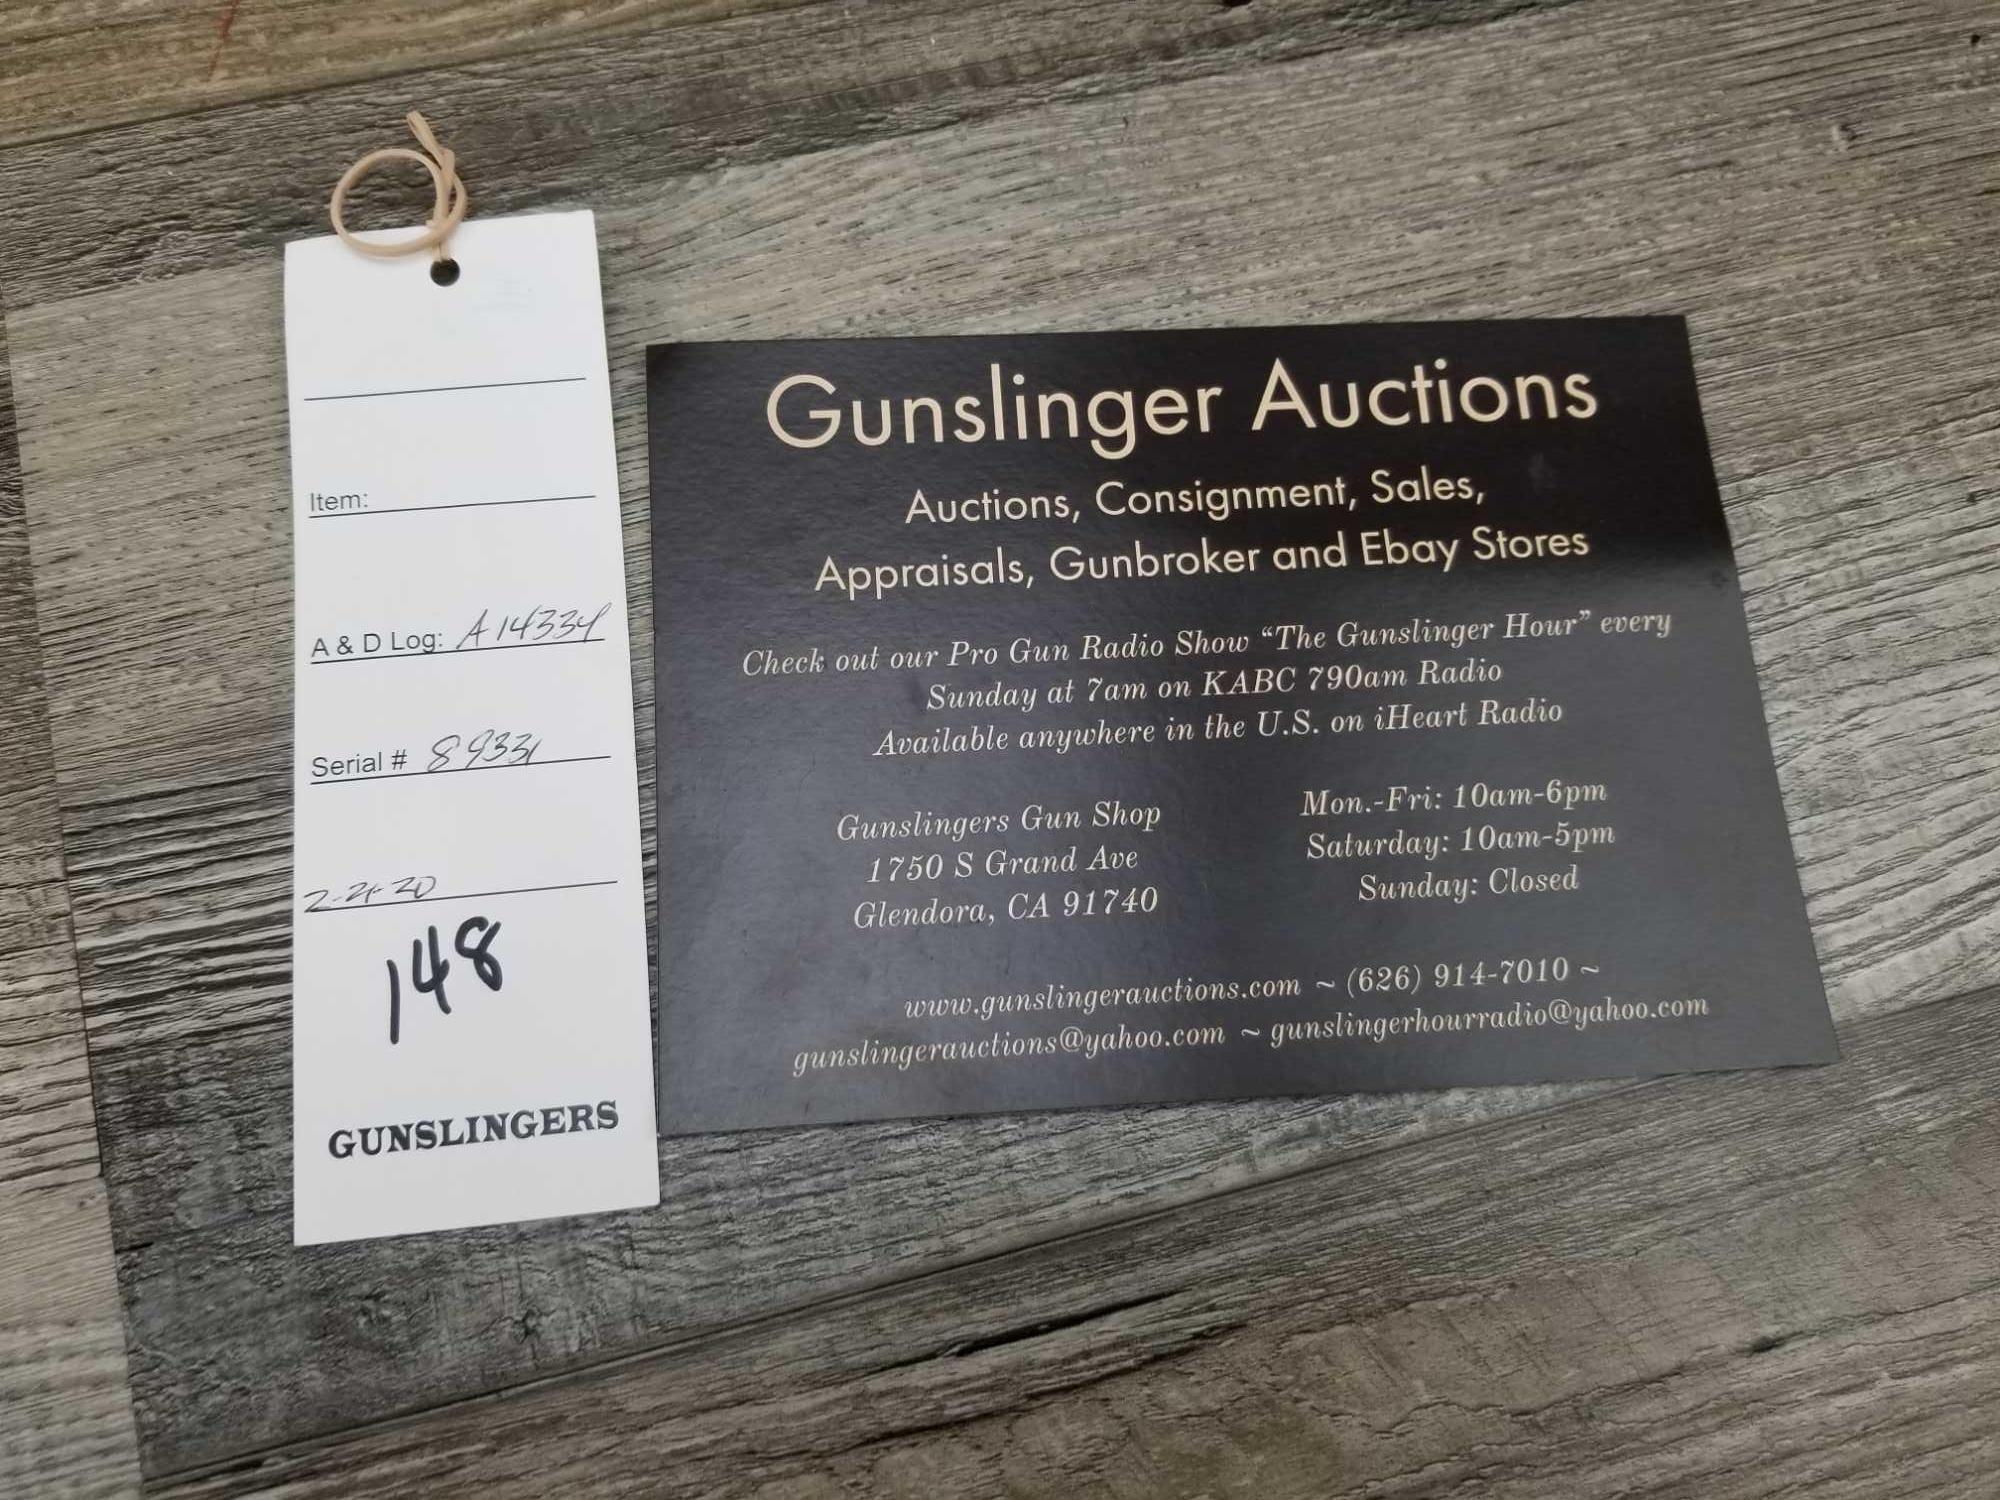 Item:
A & D Log: A14334
Serial # 89331
148
GUNSLINGERS
Gunslinger Auctions
Auctions, Consignment, Sales,
Appraisals, Gunbroker and Ebay Stores
Check out our Pro Gun Radio Show “The Gunslinger Hour” every
Sunday at 7am on KABC 790am Radio
Available anywhere in the U.S. on iHeart Radio
Gunslingers Gun Shop
1750 S Grand Ave
Glendora, CA 91740
Mon.-Fri: 10am-6pm
Saturday: 10am-5pm
Sunday: Closed
www.gunslingerauctions.com ~ (626) 914-7010 ~
gunslingerauctions@yahoo.com ~ gunslingerhourradio@yahoo.com